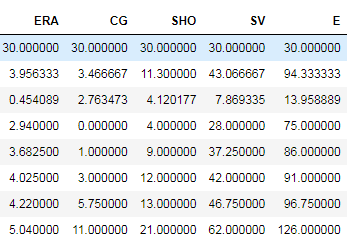 ERA CG SHO SV E
30.000000 30.000000 30.000000 30.000000 30.000000
3.956333 3.466667 11.300000 43.066667 94.333333
0.454089 2.763473 4.120177 7.869335 13.958889
2.940000 0.000000 4.000000 28.000000 75.000000
3.682500 1.000000 9.000000 37.250000 86.000000
4.025000 3.000000 12.000000 42.000000 91.000000
4.220000 5.750000 13.000000 46.750000 96.750000
5.040000 11.000000 21.000000 62.000000 126.000000